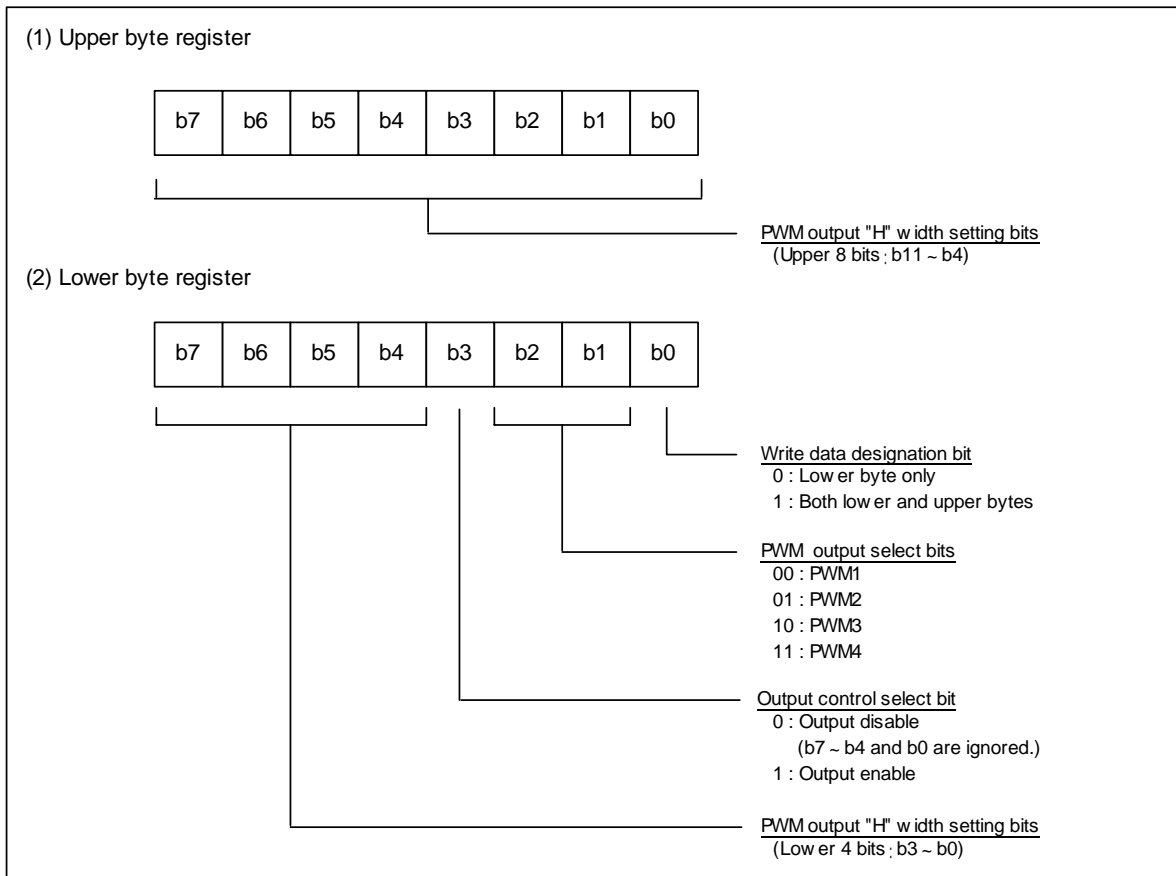 (1) Upper byte register
b7 b6 b5 b4 b3 b2 b1 b0
PWM output "H" width setting bits
(Upper 8 bits ; b11 ~ b4)
(2) Lower byte register
b7 b6 b5 b4 b3 b2 b1 b0
Write data designation bit
0 : Lower byte only
1 : Both lower and upper bytes
PWM output select bits
00 : PWM1
01 : PWM2
10 : PWM3
11 : PWM4
Output control select bit
0 : Output disable
(b7 ~ b4 and b0 are ignored.)
1 : Output enable
PWM output "H" width setting bits
(Lower 4 bits ; b3 ~ b0)